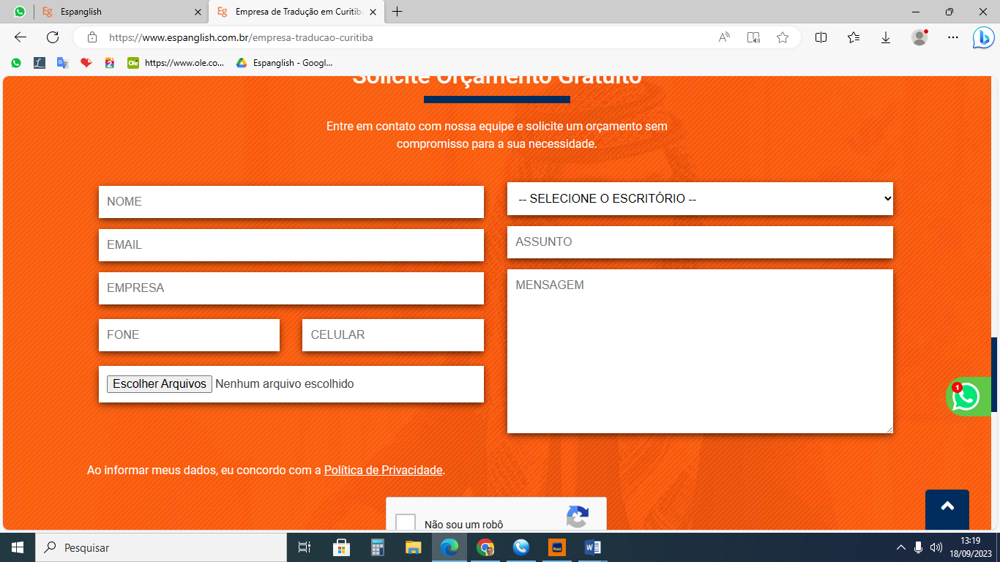 Espanglish
Empresa de Tradução em Curitiba
https://www.espanglish.com.br/empresa-traducao-curitiba
https://www.ole.co... Espanglish - Googl...
Solicite Orçamento Gratuito
Entre em contato com nossa equipe e solicite um orçamento sem
compromisso para a sua necessidade.
NOME
EMAIL
EMPRESA
FONE CELULAR
Escolher Arquivos Nenhum arquivo escolhido
-- SELECIONE O ESCRITÓRIO --
ASSUNTO
MENSAGEM
1
Ao informar meus dados, eu concordo com a Política de Privacidade.
Não sou um robô
Pesquisar
13:19
18/09/2023